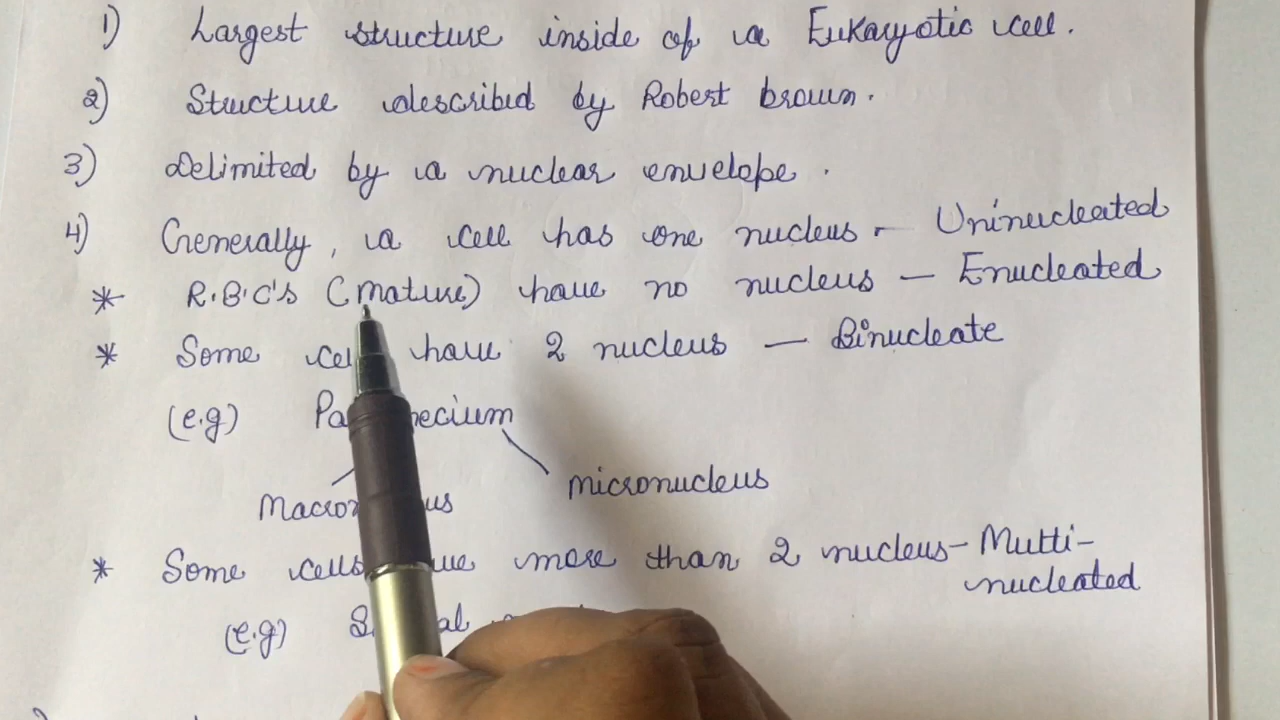 1) Largest structure inside of a Eukaryotic cell.
2) Structure described by Robert brown.
3) Delimited by a nuclear envelope.
4) Generally, a cell has one nucleus - Uninucleated
* R.B.C's (mature) have no nucleus — Enucleated
* Some have 2 nucleus — Binucleate
(e.g)
micronucleus
* Some cells more than 2 nucleus - Multi-
nucleated
(e.g)